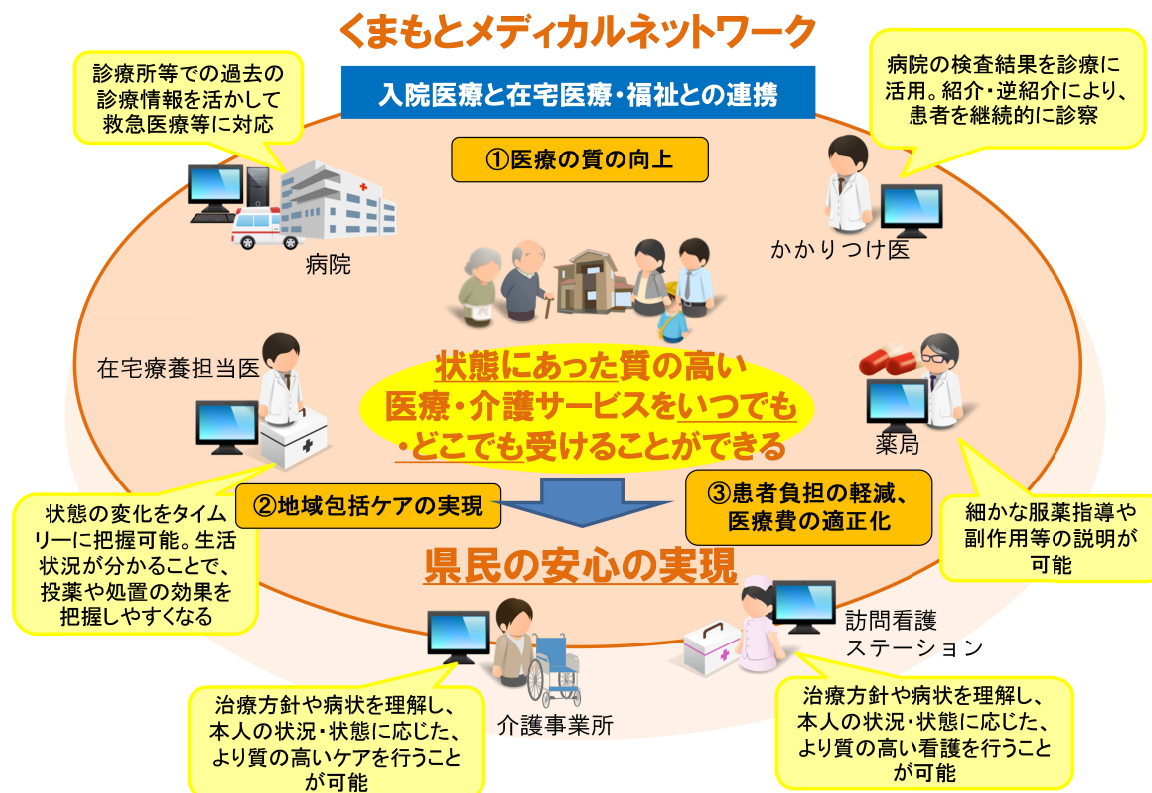 くまもとメディカルネットワーク
入院医療と在宅医療・福祉との連携
診療所等での過去の
診療情報を活かして
救急医療等に対応
病院の検査結果を診療に
活用。紹介・逆紹介により、
患者を継続的に診察
①医療の質の向上
病院
かかりつけ医
在宅療養担当医
状態にあった質の高い
医療・介護サービスをいつでも
・どこでも受けることができる
薬局
②地域包括ケアの実現
③患者負担の軽減、
医療費の適正化
状態の変化をタイム
リーに把握可能。生活
状況が分かることで、
投薬や処置の効果を
把握しやすくなる
細かな服薬指導や
副作用等の説明が
可能
県民の安心の実現
訪問看護
ステーション
介護事業所
治療方針や病状を理解し、
本人の状況・状態に応じた、
より質の高いケアを行うこと
が可能
治療方針や病状を理解し、
本人の状況・状態に応じた、
より質の高い看護を行うこと
が可能